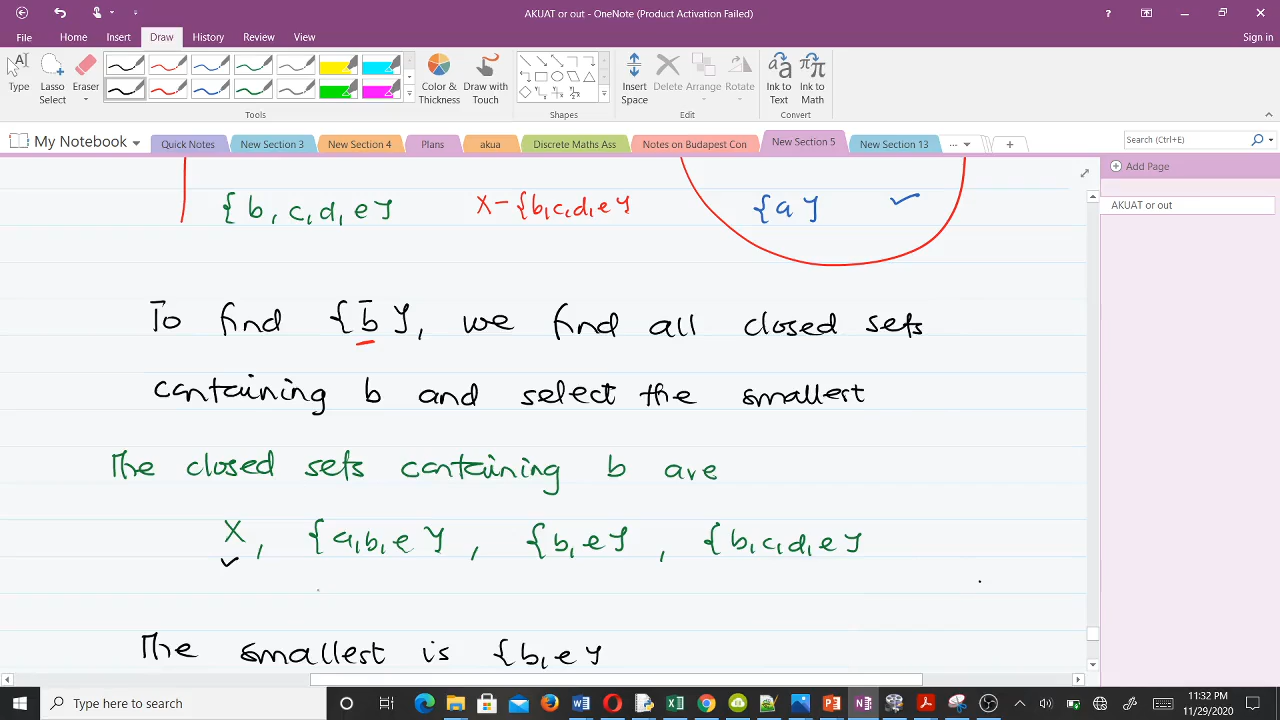 AKUAT or out - OneNote (Product Activation Failed)
File Home Insert Draw History Review View Sign in
Type Lasso Select Eraser Color & Thickness Draw with Touch Insert Space Delete Arrange Rotate Ink to Text Ink to Math
Tools Shapes Edit Convert
My Notebook Quick Notes New Section 3 New Section 4 Plans akua Discrete Maths Ass Notes on Budapest Con New Section 5 New Section 13 ... Search (Ctrl+E)
Add Page
AKUAT or out
{b, c, d, e} X-{b,c,d,e} {a}
To find {b̄}, we find all closed sets
containing b and select the smallest
The closed sets containing b are
X, {a,b,e}, {b,e}, {b,c,d,e}
The smallest is {b,e}
Type here to search
11:32 PM
11/29/2020